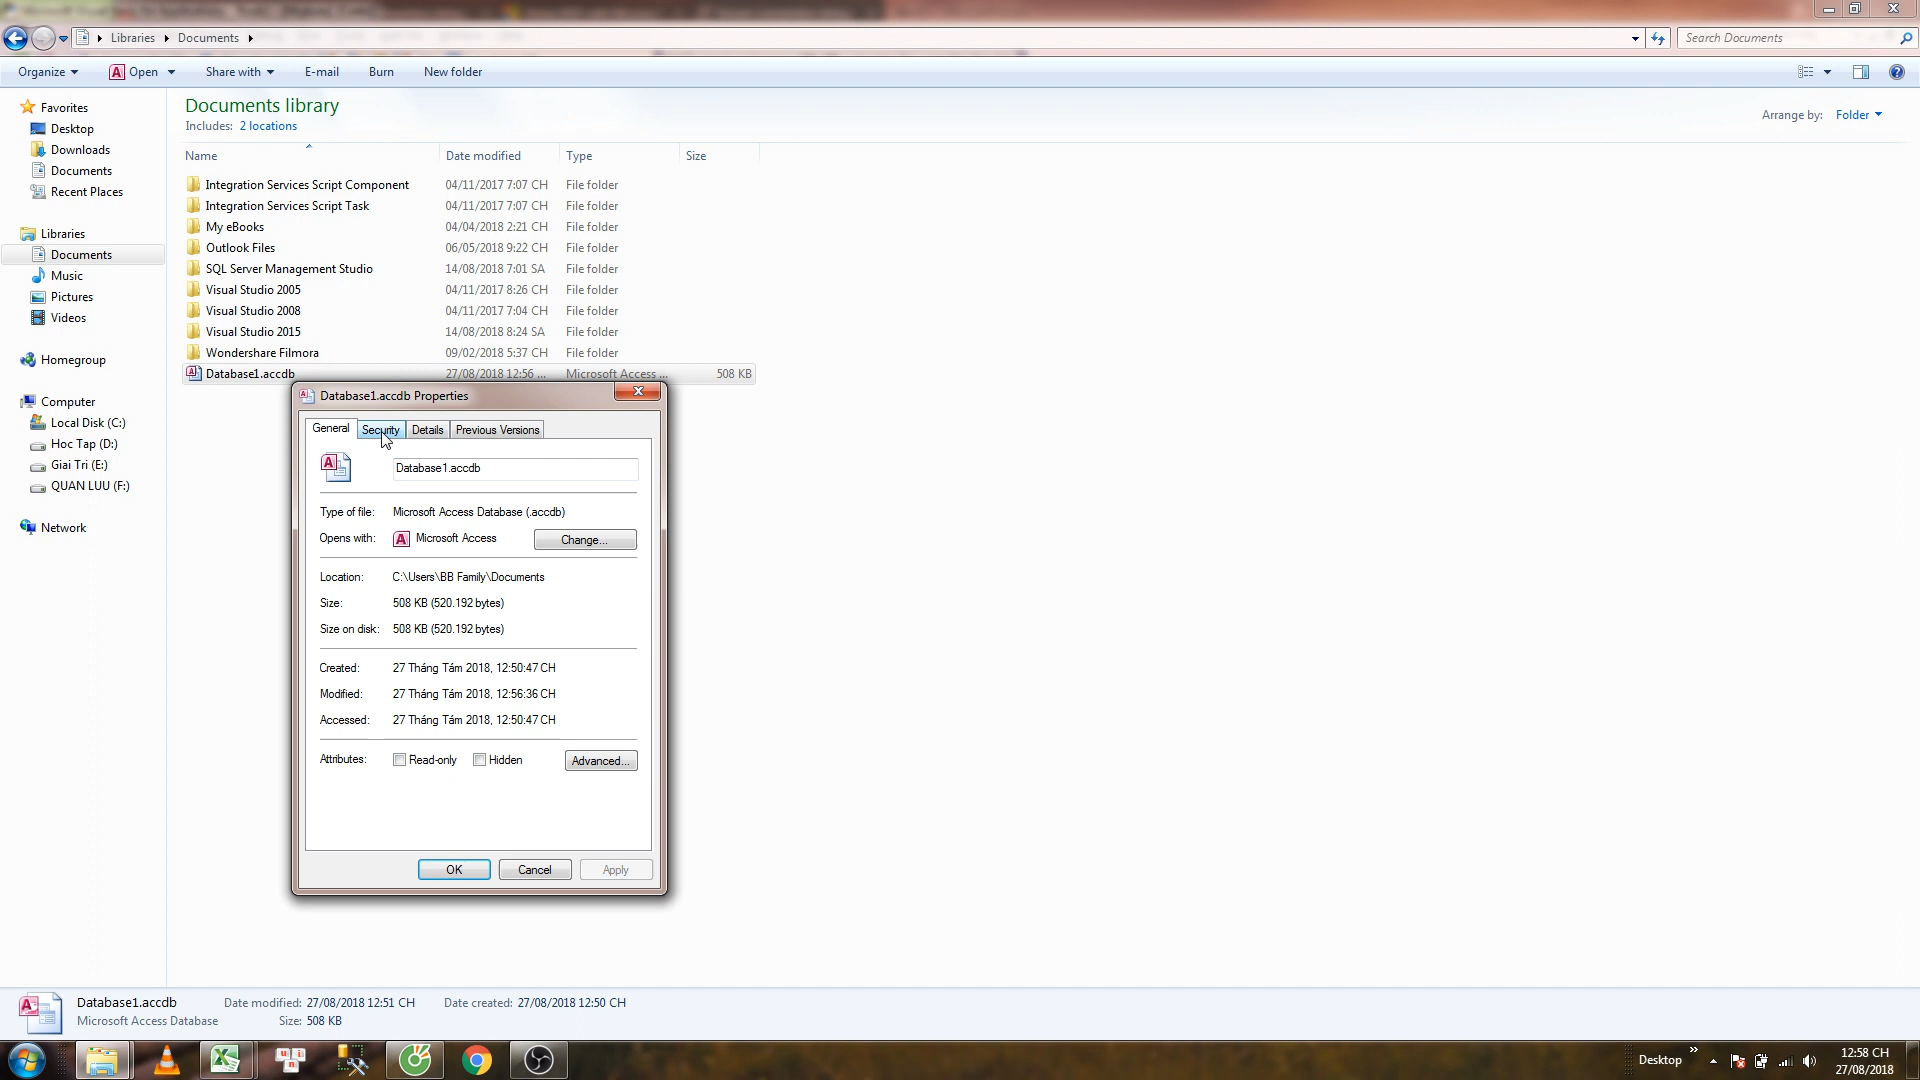 Libraries Documents
Search Documents
Organize Open Share with E-mail Burn New folder
Documents library
Includes: 2 locations
Arrange by: Folder
Name Date modified Type Size
Favorites
Desktop
Downloads
Documents
Recent Places
Libraries
Documents
Music
Pictures
Videos
Homegroup
Computer
Local Disk (C:)
Hoc Tap (D:)
Giai Tri (E:)
QUAN LUU (F:)
Network
Integration Services Script Component 04/11/2017 7:07 CH File folder
Integration Services Script Task 04/11/2017 7:07 CH File folder
My eBooks 04/04/2018 2:21 CH File folder
Outlook Files 06/05/2018 9:22 CH File folder
SQL Server Management Studio 14/08/2018 7:01 SA File folder
Visual Studio 2005 04/11/2017 8:26 CH File folder
Visual Studio 2008 04/11/2017 7:04 CH File folder
Visual Studio 2015 14/08/2018 8:24 SA File folder
Wondershare Filmora 09/02/2018 5:37 CH File folder
Database1.accdb 27/08/2018 12:56 ... Microsoft Access ... 508 KB
Database1.accdb Properties
General Security Details Previous Versions
Database1.accdb
Type of file: Microsoft Access Database (.accdb)
Opens with: Microsoft Access Change...
Location: C:\Users\BB Family\Documents
Size: 508 KB (520.192 bytes)
Size on disk: 508 KB (520.192 bytes)
Created: 27 Tháng Tám 2018, 12:50:47 CH
Modified: 27 Tháng Tám 2018, 12:56:36 CH
Accessed: 27 Tháng Tám 2018, 12:50:47 CH
Attributes: Read-only Hidden Advanced...
OK Cancel Apply
Database1.accdb Date modified: 27/08/2018 12:51 CH Date created: 27/08/2018 12:50 CH
Microsoft Access Database Size: 508 KB
Desktop
12:58 CH
27/08/2018